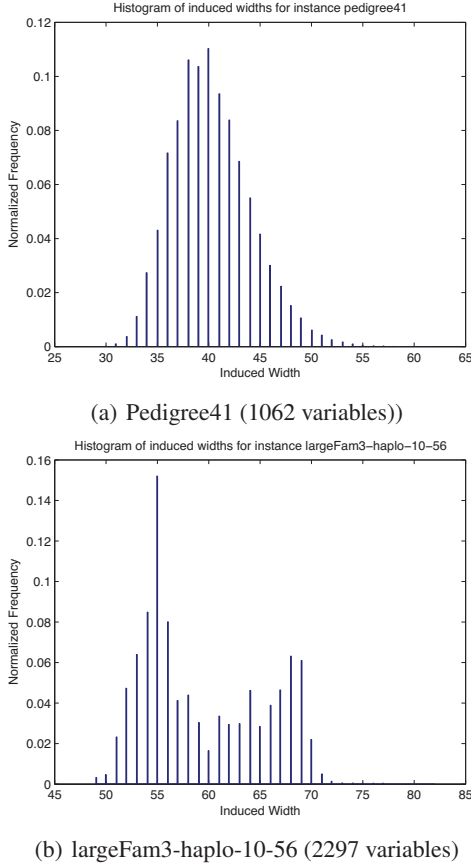 Histogram of induced widths for instance pedigree41
0.12
0.1
0.08
0.06
0.04
0.02
0
Normalized Frequency
25 30 35 40 45 50 55 60 65
Induced Width
(a) Pedigree41 (1062 variables))
Histogram of induced widths for instance largeFam3−haplo−10−56
0.16
0.14
0.12
0.1
0.08
0.06
0.04
0.02
0
Normalized Frequency
45 50 55 60 65 70 75 80 85
Induced Width
(b) largeFam3-haplo-10-56 (2297 variables)